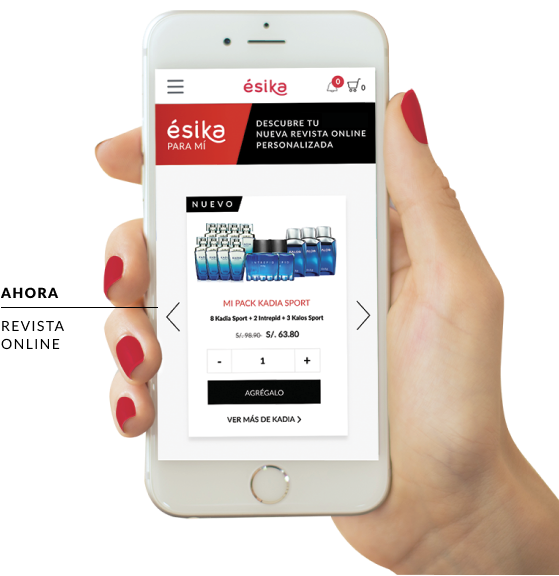 ésika
0
0
ésika
PARA MÍ
DESCUBRE TU
NUEVA REVISTA ONLINE
PERSONALIZADA
NUEVO
MI PACK KADIA SPORT
8 Kadia Sport + 2 Intrepid + 3 Kalos Sport
S/. 98.90 S/. 63.80
- 1 +
AGRÉGALO
VER MÁS DE KADIA >
AHORA
REVISTA
ONLINE